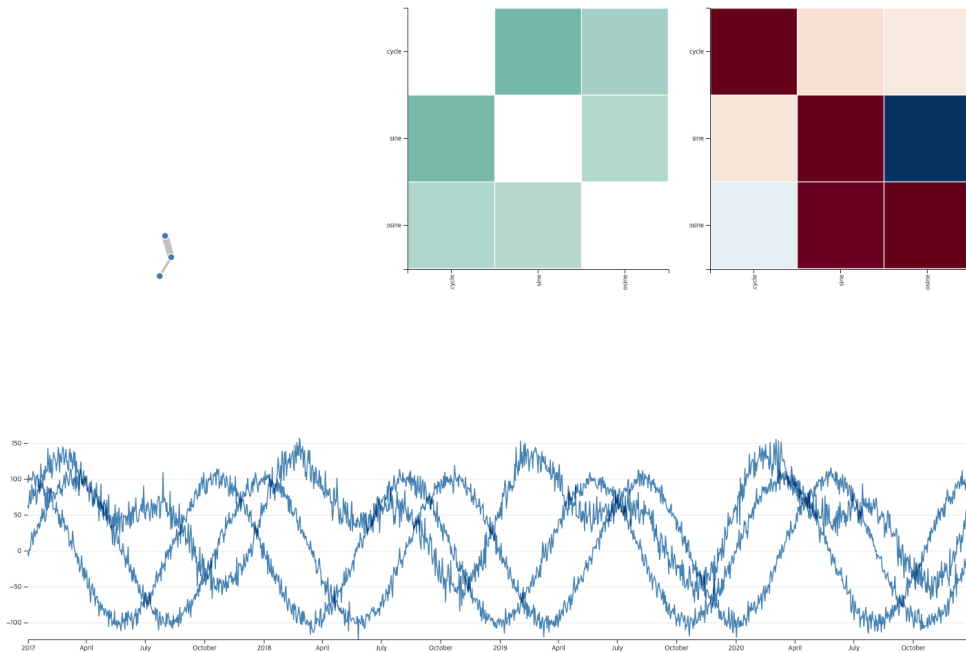 cycle
sine
osine
cycle
sine
osine
cycle
sine
osine
cycle
sine
osine
150
100
50
0
−50
−100
2017 April July October 2018 April July October 2019 April July October 2020 April July October